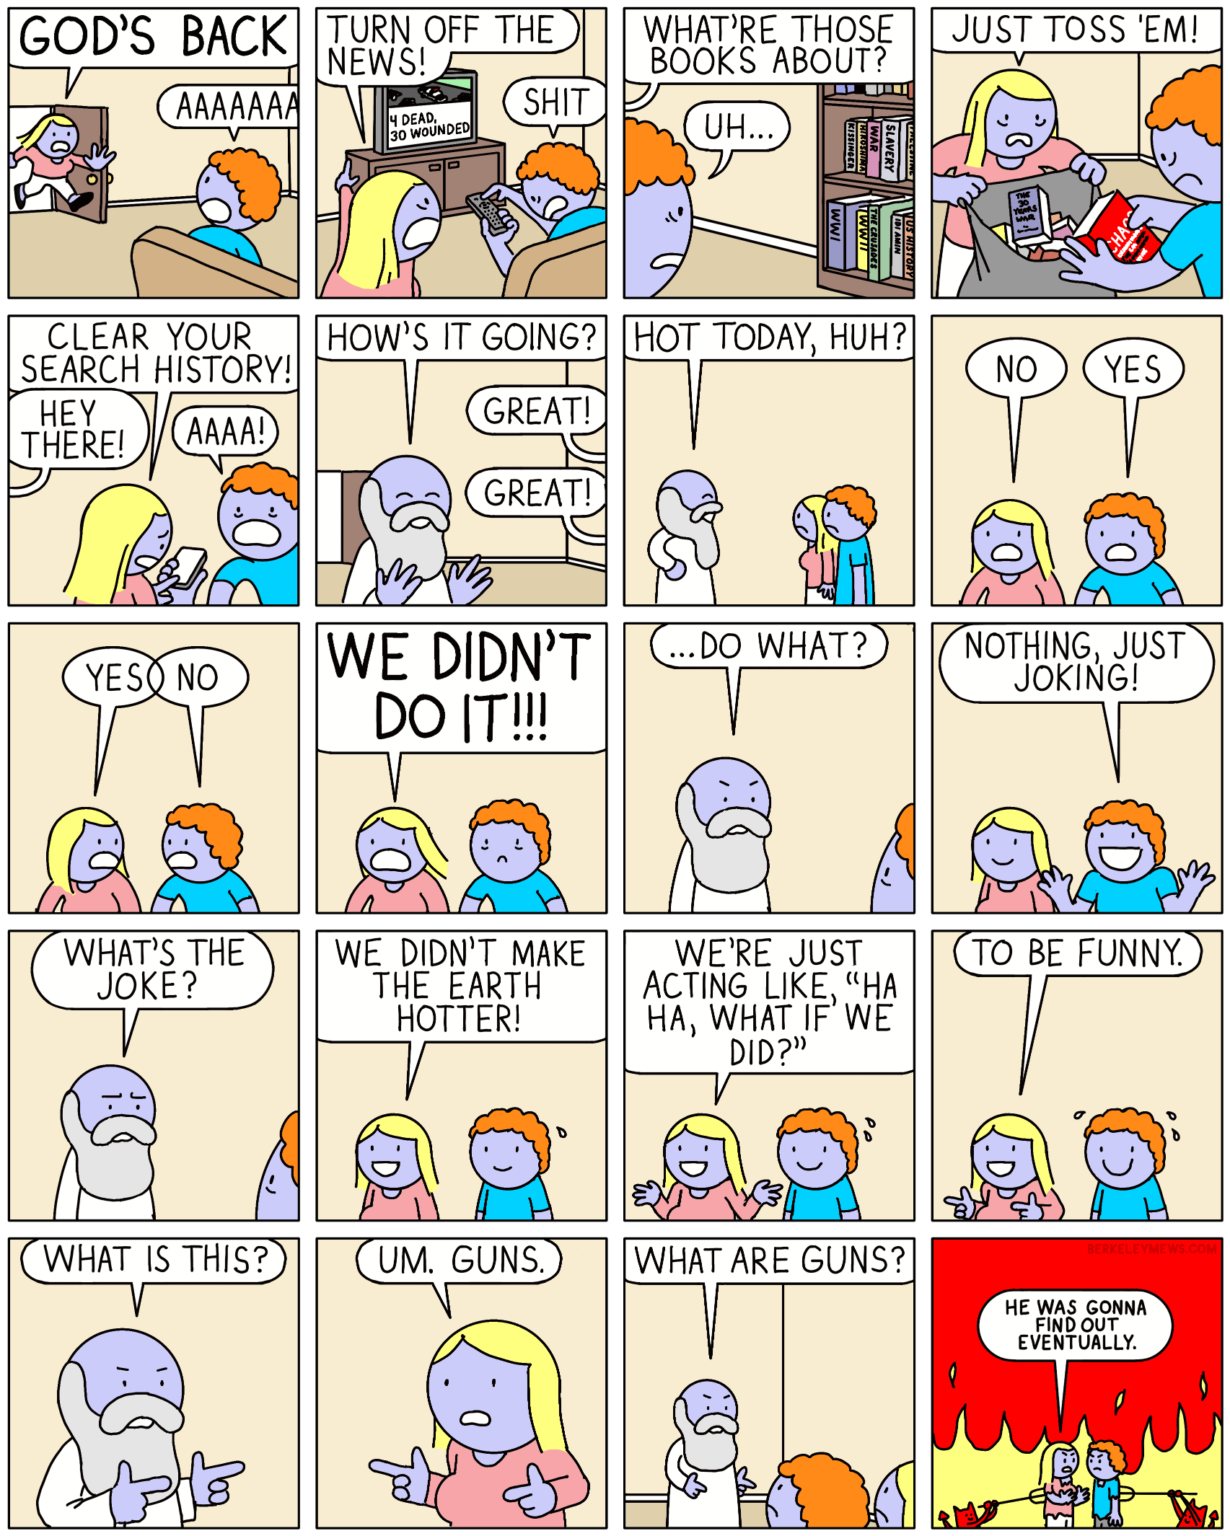 GOD'S BACK
AAAAAAA
TURN OFF THE
NEWS!
SHIT
4 DEAD,
30 WOUNDED
WHAT'RE THOSE
BOOKS ABOUT?
UH...
KISSINGER
HIROSHIMA
WAR
SLAVERY
WWI
WWII
THE CRUSADES
IDI AMIN
US HISTORY
JUST TOSS 'EM!
THE
30
YEARS
WAR
CHAOS
CLEAR YOUR
SEARCH HISTORY!
HEY
THERE!
AAAA!
HOW'S IT GOING?
GREAT!
GREAT!
HOT TODAY, HUH?
NO
YES
YES
NO
WE DIDN'T
DO IT!!!
...DO WHAT?
NOTHING, JUST
JOKING!
WHAT'S THE
JOKE?
WE DIDN'T MAKE
THE EARTH
HOTTER!
WE'RE JUST
ACTING LIKE, "HA
HA, WHAT IF WE
DID?"
TO BE FUNNY.
WHAT IS THIS?
UM. GUNS.
WHAT ARE GUNS?
BERKELEYMEWS.COM
HE WAS GONNA
FIND OUT
EVENTUALLY.